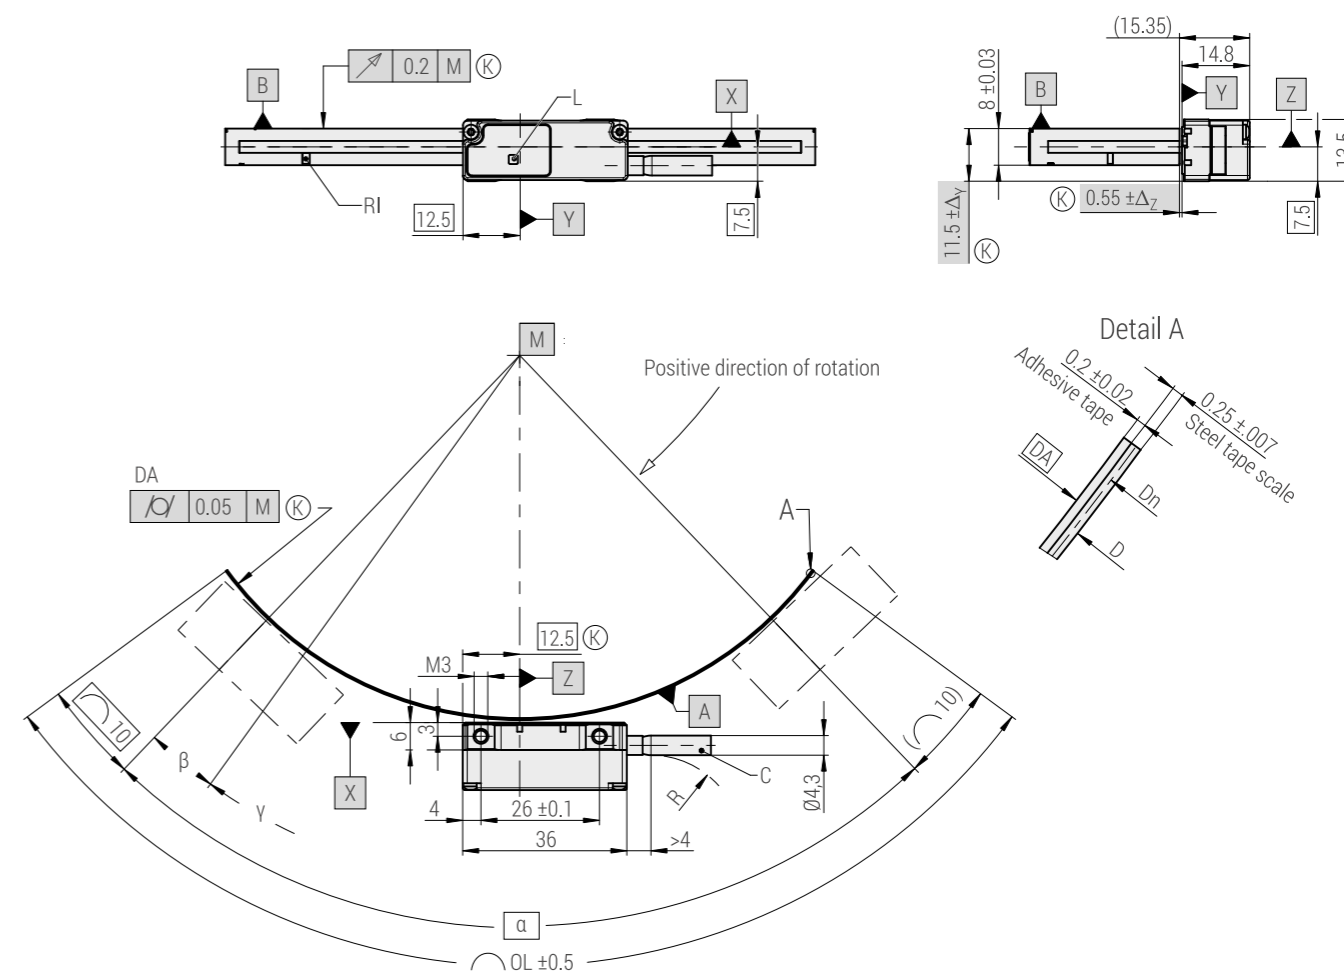 (15.35)
14.8
0.2 M K
B
L
X
8 ±0.03
B
Y
Z
RI
12.5
Y
7.5
11.5 ±ΔY
K
K 0.55 ±ΔZ
7.5
M
Positive direction of rotation
Detail A
0.2 ±0.02
Adhesive tape
0.25 ±.007
Steel tape scale
DA
Dn
D
DA
0.05 M K
A
12.5 K
M3
Z
A
6
3
X
C
R
Ø4,3
10
(10)
β
γ
4
26 ±0.1
36
>4
α
OL ±0.5